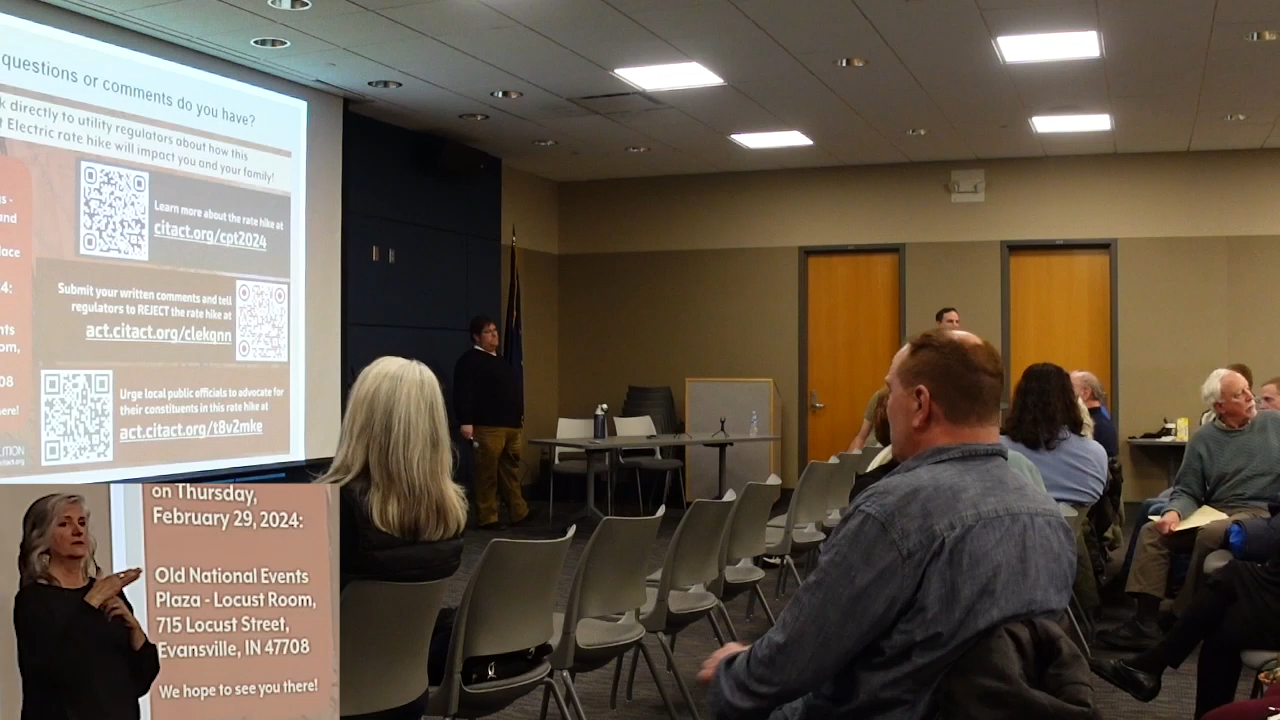 questions or comments do you have?
directly to utility regulators about how this
Electric rate hike will impact you and your family!
and
Learn more about the rate hike at
citact.org/cpt2024
4:
Submit your written comments and tell
regulators to REJECT the rate hike at
act.citact.org/clekqnn
08
Urge local public officials to advocate for
their constituents in this rate hike at
act.citact.org/t8v2mke
on Thursday,
February 29, 2024:
Old National Events
Plaza - Locust Room,
715 Locust Street,
Evansville, IN 47708
We hope to see you there!